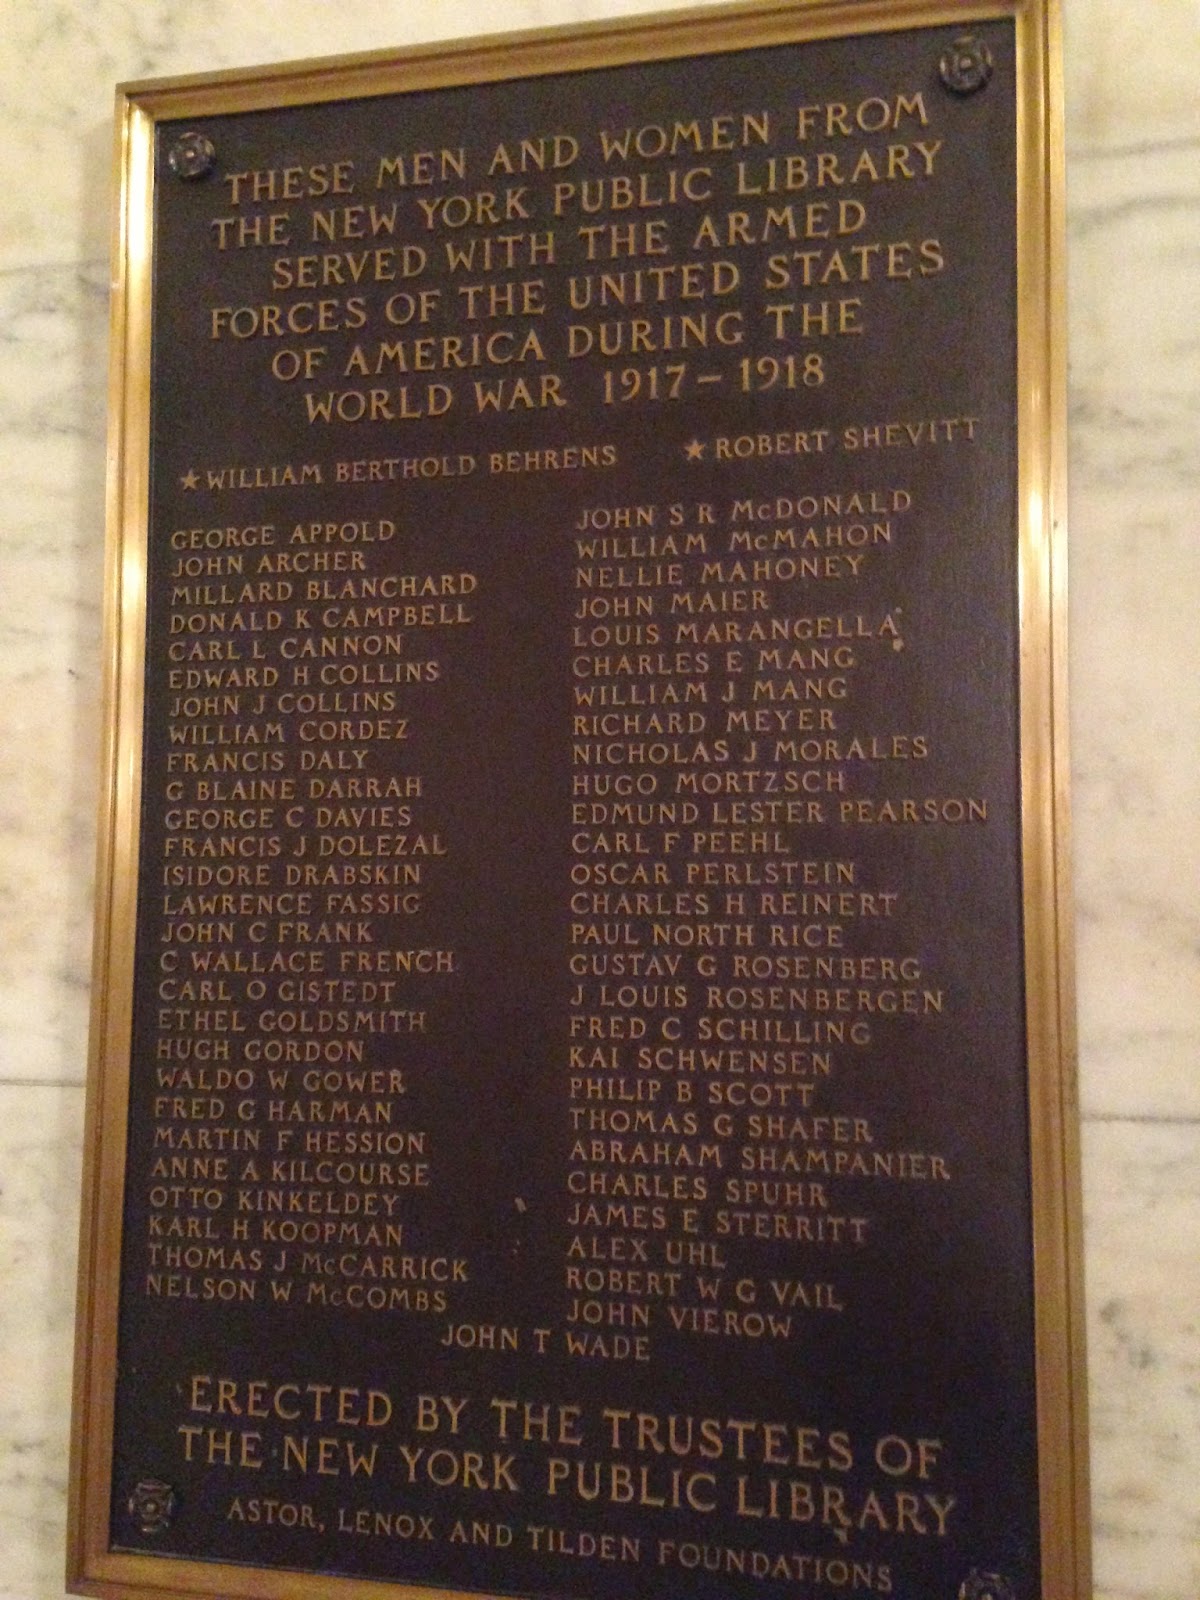 THESE MEN AND WOMEN FROM
THE NEW YORK PUBLIC LIBRARY
SERVED WITH THE ARMED
FORCES OF THE UNITED STATES
OF AMERICA DURING THE
WORLD WAR 1917 – 1918
★ WILLIAM BERTHOLD BEHRENS ★ ROBERT SHEVITT
GEORGE APPOLD
JOHN ARCHER
MILLARD BLANCHARD
DONALD K CAMPBELL
CARL L CANNON
EDWARD H COLLINS
JOHN J COLLINS
WILLIAM CORDEZ
FRANCIS DALY
G BLAINE DARRAH
GEORGE C DAVIES
FRANCIS J DOLEZAL
ISIDORE DRABSKIN
LAWRENCE FASSIG
JOHN C FRANK
C WALLACE FRENCH
CARL O GISTEDT
ETHEL GOLDSMITH
HUGH GORDON
WALDO W GOWER
FRED G HARMAN
MARTIN F HESSION
ANNE A KILCOURSE
OTTO KINKELDEY
KARL H KOOPMAN
THOMAS J McCARRICK
NELSON W McCOMBS
JOHN S R McDONALD
WILLIAM McMAHON
NELLIE MAHONEY
JOHN MAIER
LOUIS MARANGELLA
CHARLES E MANG
WILLIAM J MANG
RICHARD MEYER
NICHOLAS J MORALES
HUGO MORTZSCH
EDMUND LESTER PEARSON
CARL F PEEHL
OSCAR PERLSTEIN
CHARLES H REINERT
PAUL NORTH RICE
GUSTAV G ROSENBERG
J LOUIS ROSENBERGEN
FRED C SCHILLING
KAI SCHWENSEN
PHILIP B SCOTT
THOMAS G SHAFER
ABRAHAM SHAMPANIER
CHARLES SPUHR
JAMES E STERRITT
ALEX UHL
ROBERT W G VAIL
JOHN VIEROW
JOHN T WADE
ERECTED BY THE TRUSTEES OF
THE NEW YORK PUBLIC LIBRARY
ASTOR, LENOX AND TILDEN FOUNDATIONS